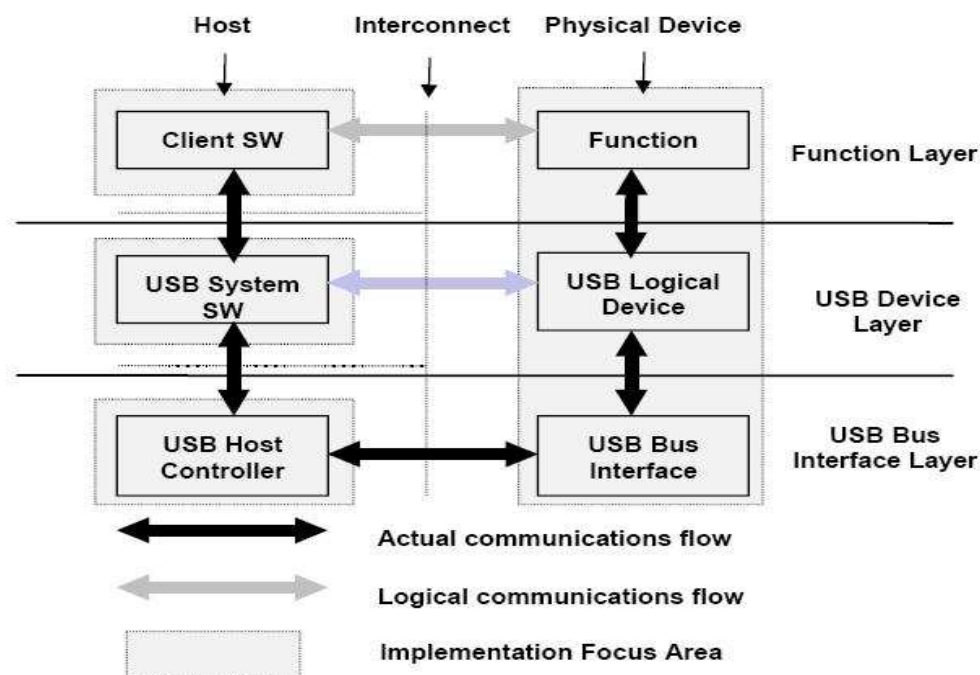 Host
Interconnect
Physical Device
Client SW
Function
Function Layer
USB System
SW
USB Logical
Device
USB Device
Layer
USB Host
Controller
USB Bus
Interface
USB Bus
Interface Layer
Actual communications flow
Logical communications flow
Implementation Focus Area